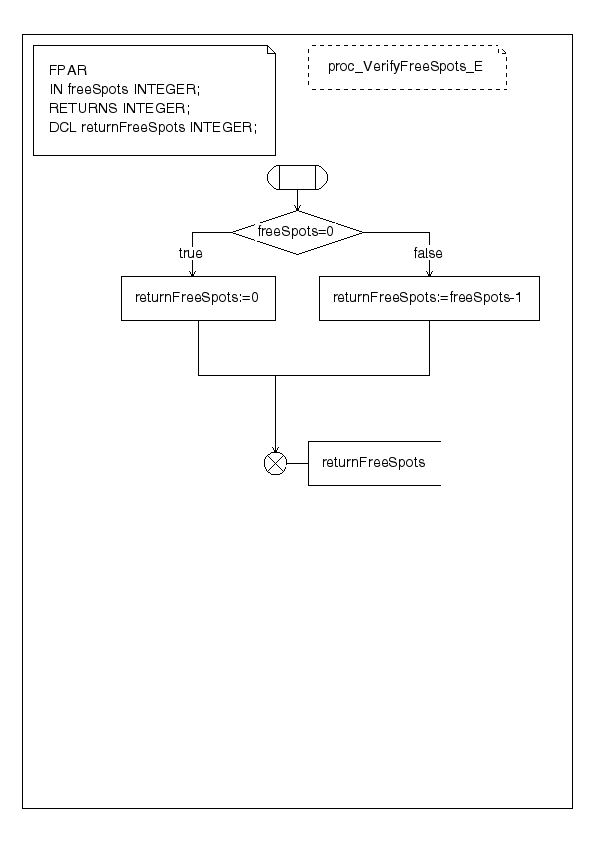 FPAR
IN freeSpots INTEGER;
RETURNS INTEGER;
DCL returnFreeSpots INTEGER;
proc_VerifyFreeSpots_E
freeSpots=0
true
false
returnFreeSpots:=0
returnFreeSpots:=freeSpots-1
returnFreeSpots